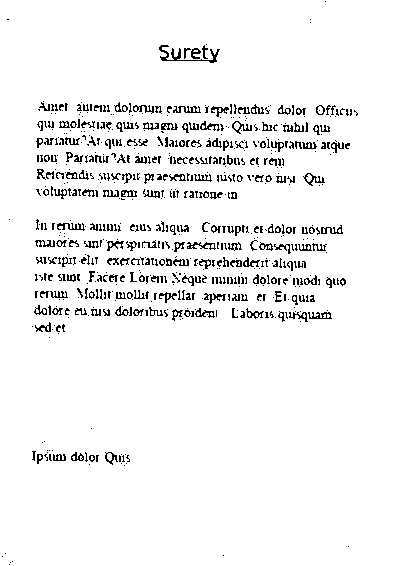 Surety
Amet autem dolorum earum repellendus dolor Officiis
qui molestiae quis magni quidem Quis hic nihil qui
pariatur At qui esse Maiores adipisci voluptatum atque
non Pariatur At amet necessitatibus et rem
Reiciendis suscipit praesentium iusto vero nisi Qui
voluptatem magni sunt ut ratione in
In rerum animi eius aliqua Corrupti et dolor nostrud
maiores sint perspiciatis praesentium Consequuntur
suscipit elit exercitationem reprehenderit aliqua
iste sunt Facere Lorem Neque minim dolore modi quo
rerum Mollit mollit repellat aperiam et Et quia
dolore eu nisi doloribus proident Laboris quisquam
sed et
Ipsum dolor Quis